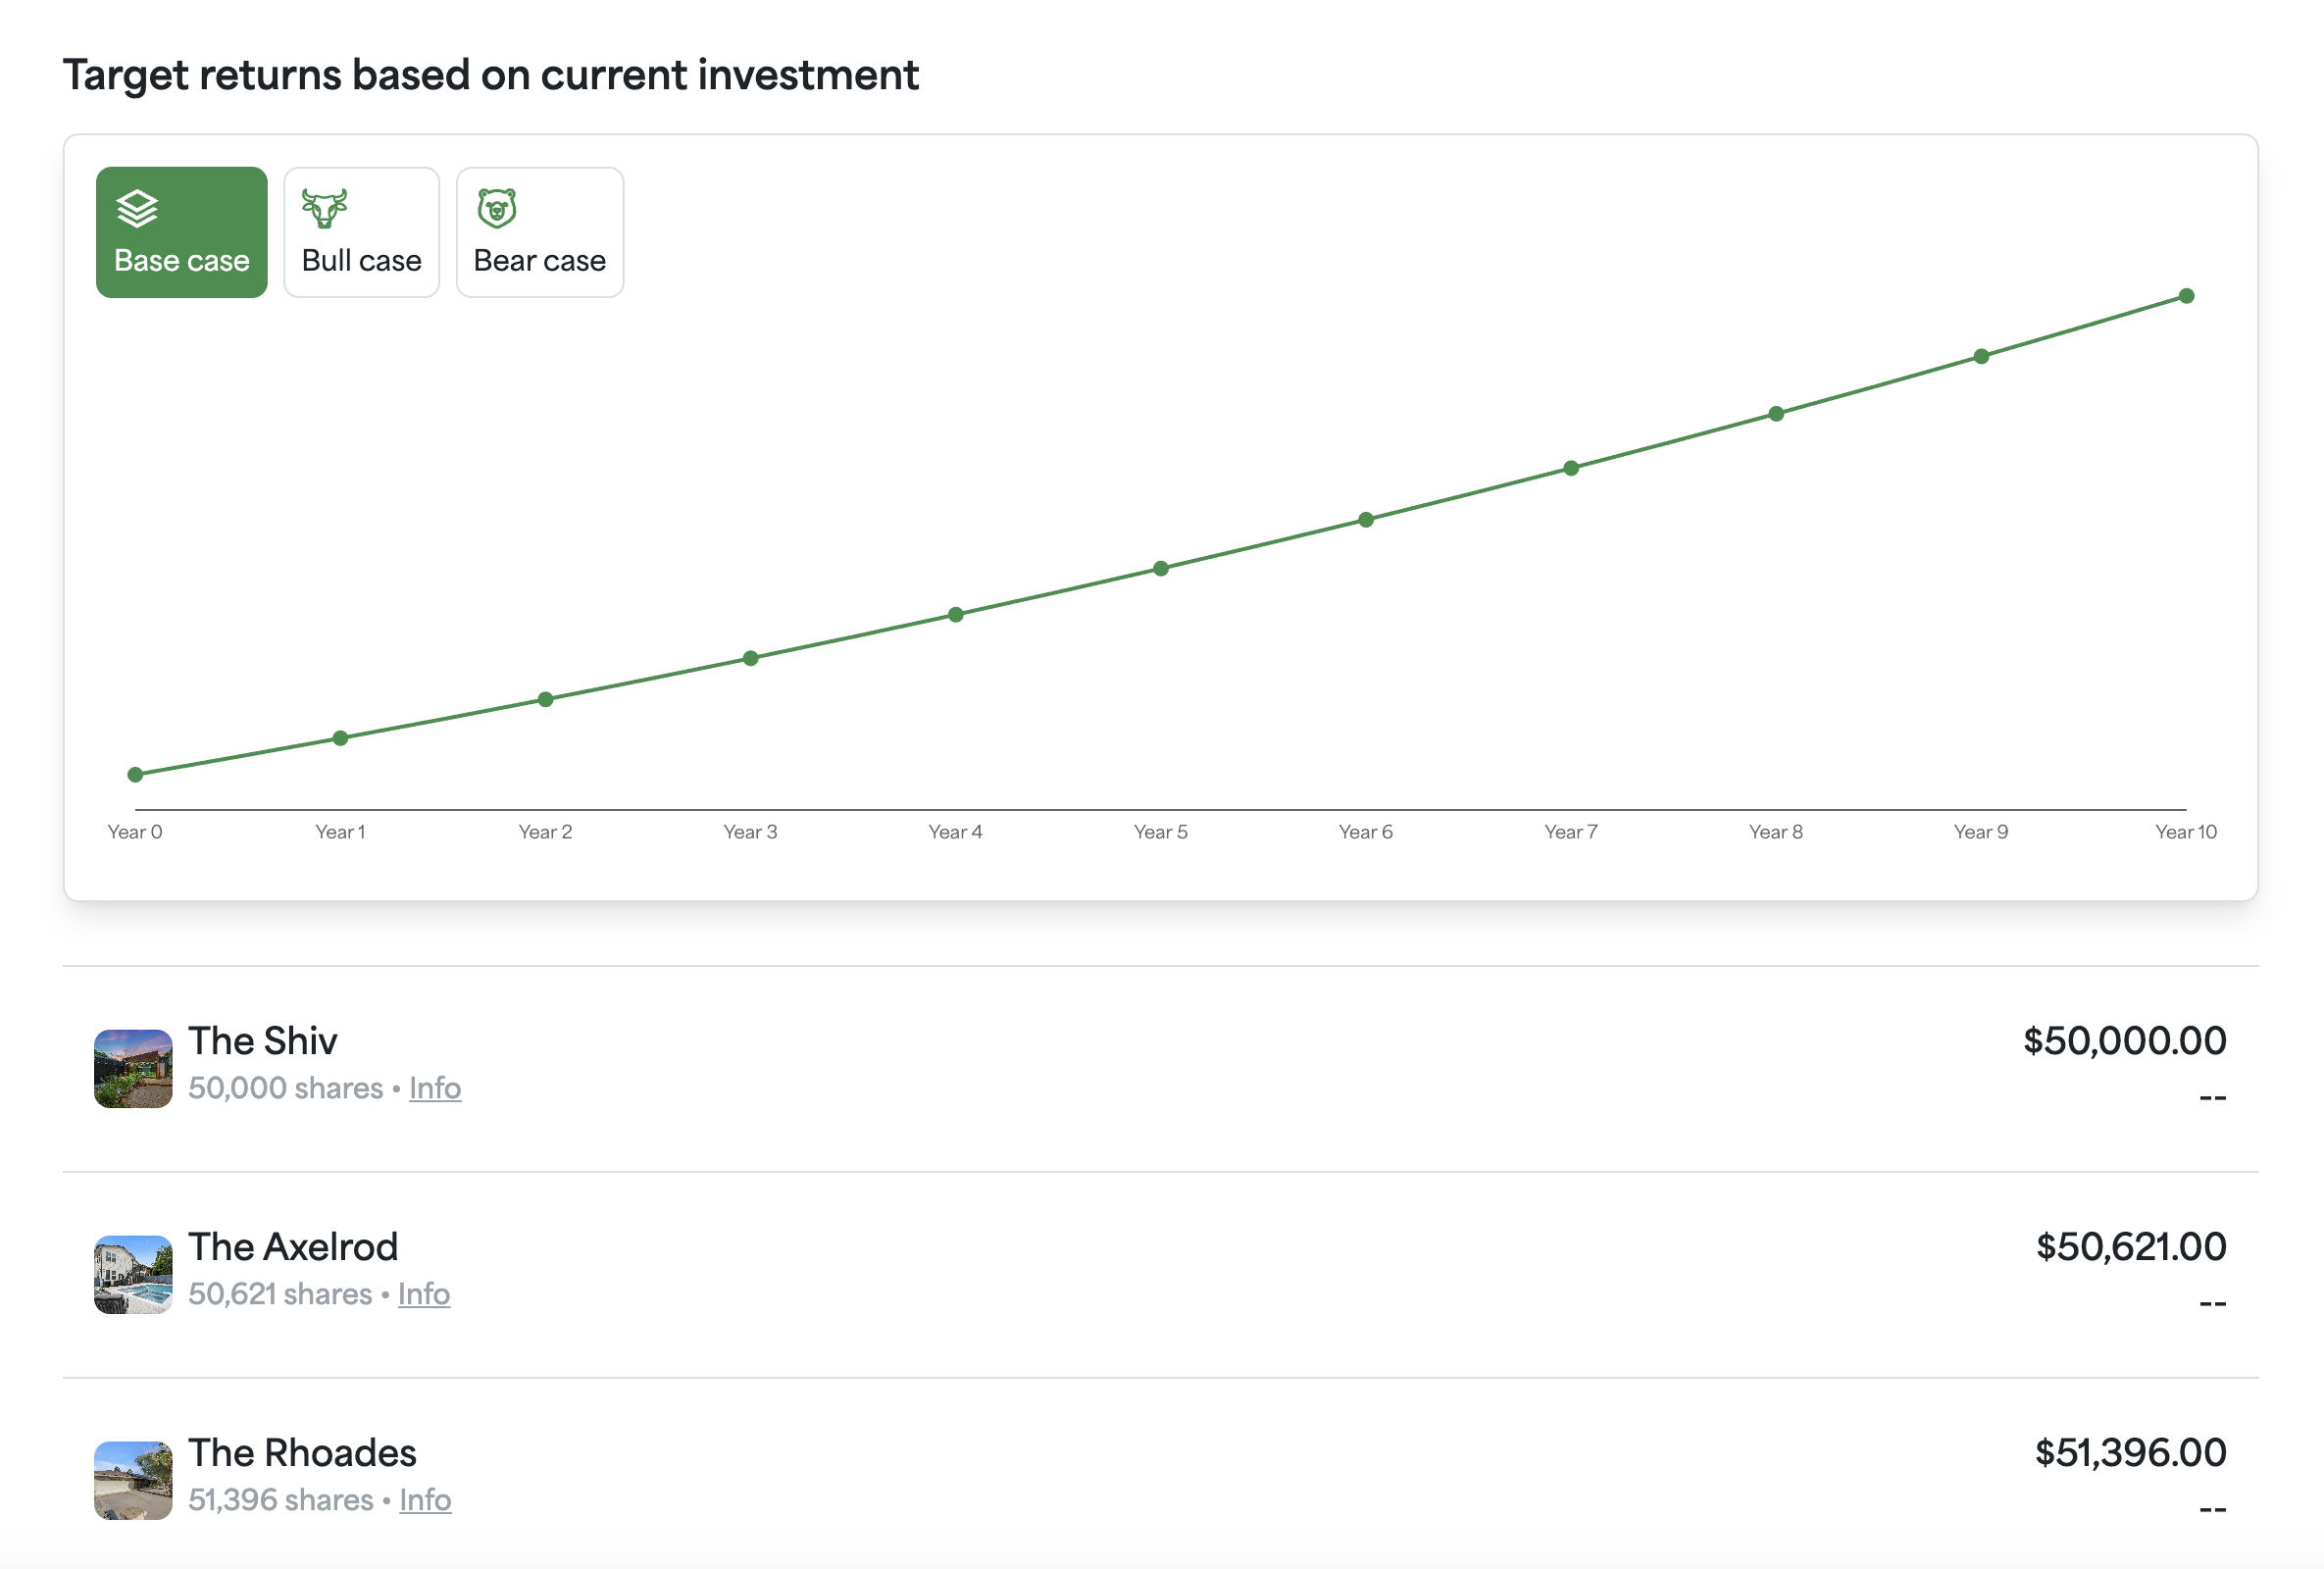 Target returns based on current investment
Base case
Bull case
Bear case
Year 0 Year 1 Year 2 Year 3 Year 4 Year 5 Year 6 Year 7 Year 8 Year 9 Year 10
The Shiv
$50,000.00
50,000 shares • Info
--
The Axelrod
$50,621.00
50,621 shares • Info
--
The Rhoades
$51,396.00
51,396 shares • Info
--